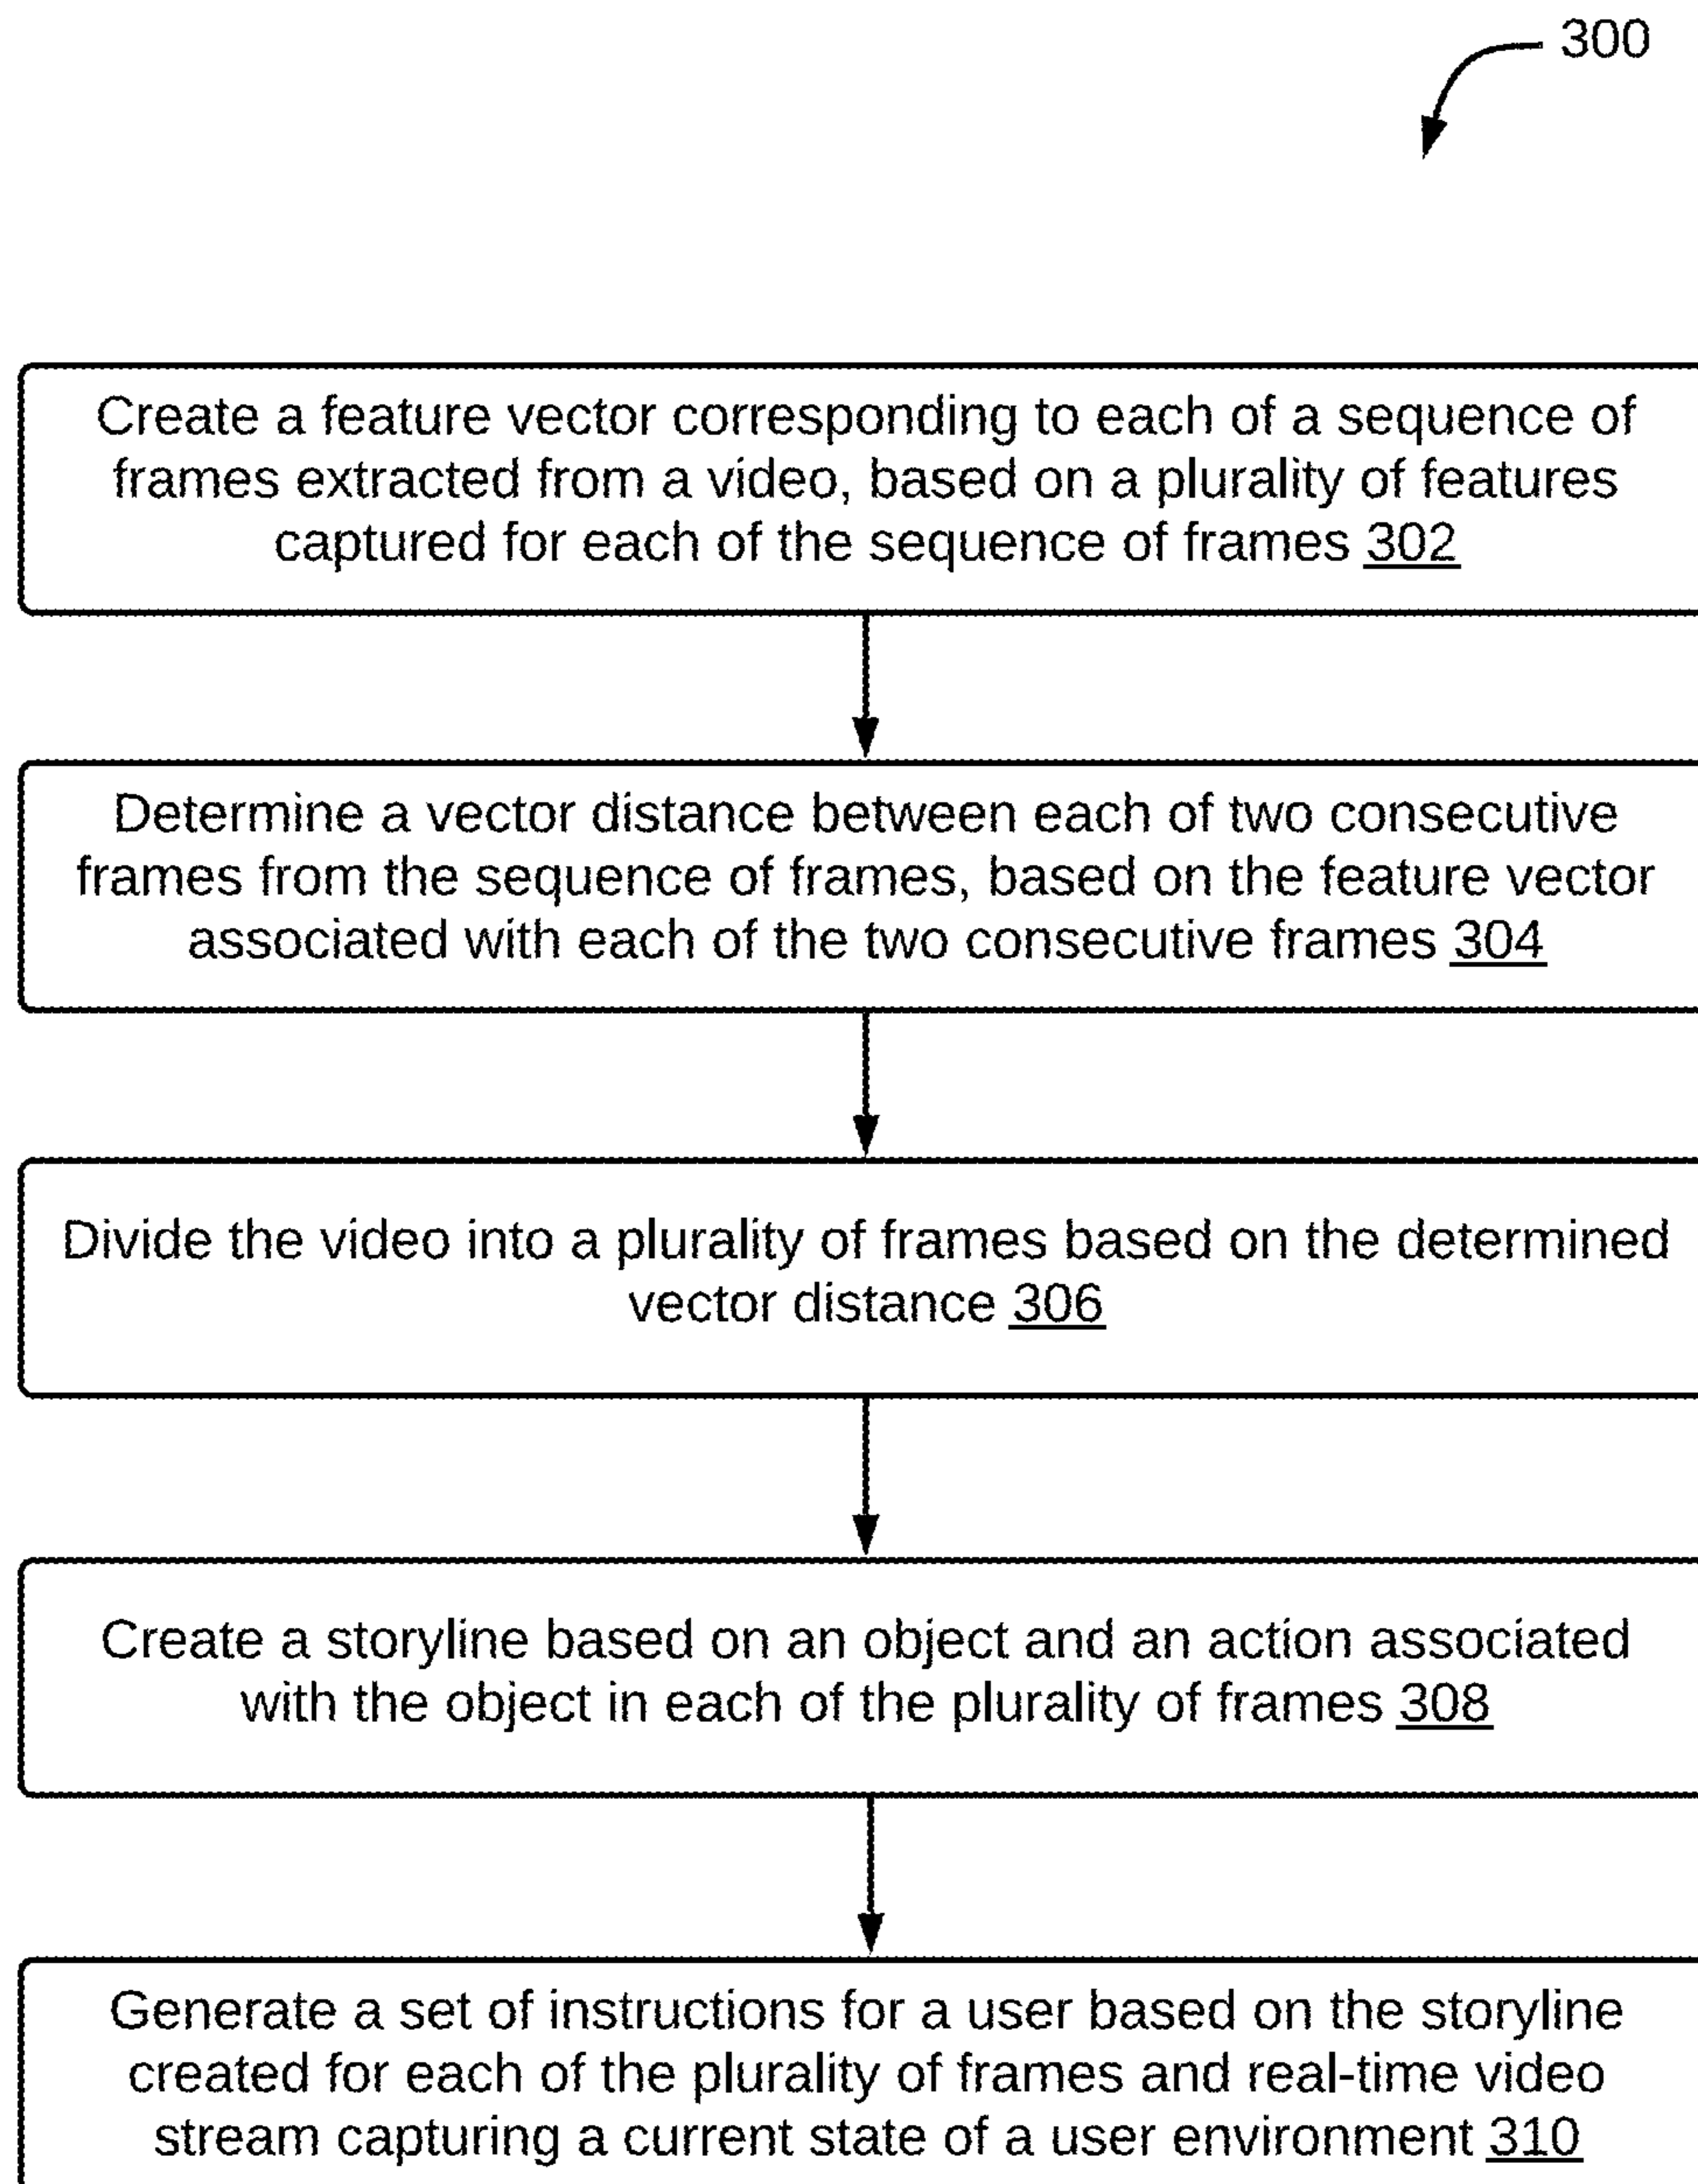 300
Create a feature vector corresponding to each of a sequence of
frames extracted from a video, based on a plurality of features
captured for each of the sequence of frames 302
Determine a vector distance between each of two consecutive
frames from the sequence of frames, based on the feature vector
associated with each of the two consecutive frames 304
Divide the video into a plurality of frames based on the determined
vector distance 306
Create a storyline based on an object and an action associated
with the object in each of the plurality of frames 308
Generate a set of instructions for a user based on the storyline
created for each of the plurality of frames and real-time video
stream capturing a current state of a user environment 310